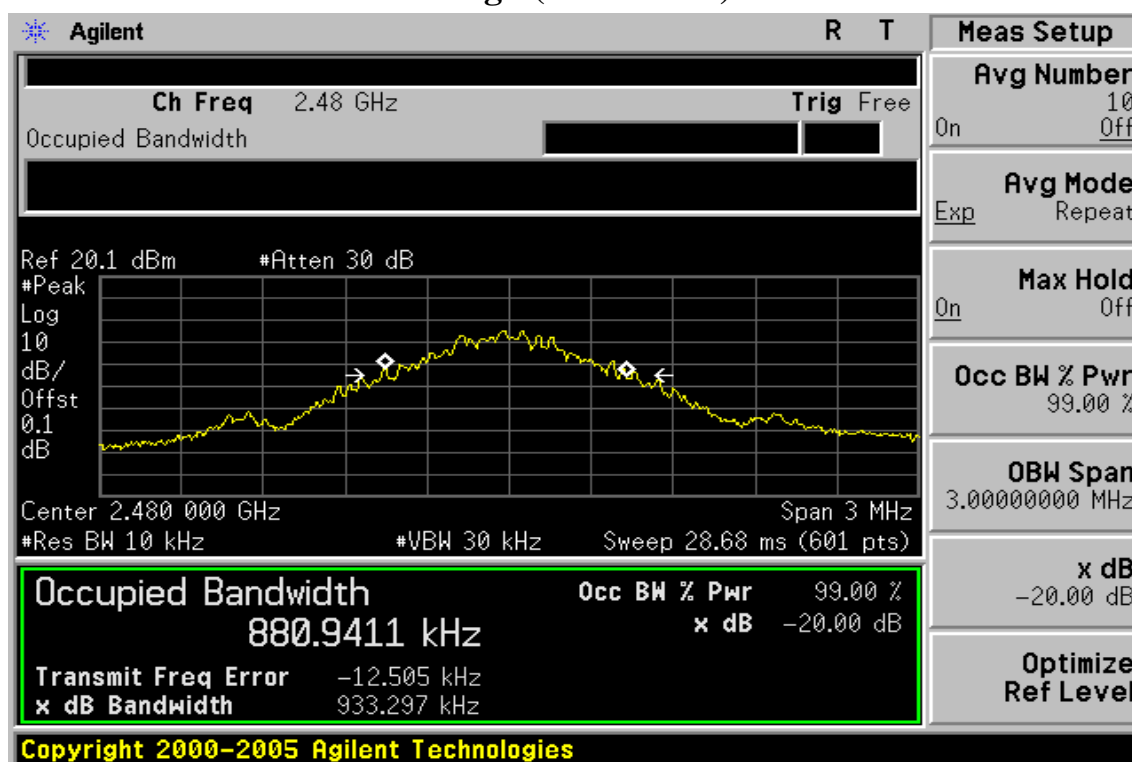 Agilent R T
Ch Freq 2.48 GHz Trig Free
Occupied Bandwidth
Ref 20.1 dBm #Atten 30 dB
#Peak
Log
10
dB/
Offst
0.1
dB
Center 2.480 000 GHz Span 3 MHz
#Res BW 10 kHz #VBW 30 kHz Sweep 28.68 ms (601 pts)
Occupied Bandwidth Occ BW % Pwr 99.00 %
880.9411 kHz x dB -20.00 dB
Transmit Freq Error -12.505 kHz
x dB Bandwidth 933.297 kHz
Copyright 2000-2005 Agilent Technologies
Meas Setup
Avg Number
10
On Off
Avg Mode
Exp Repeat
Max Hold
On Off
Occ BW % Pwr
99.00 %
OBW Span
3.00000000 MHz
x dB
-20.00 dB
Optimize
Ref Level